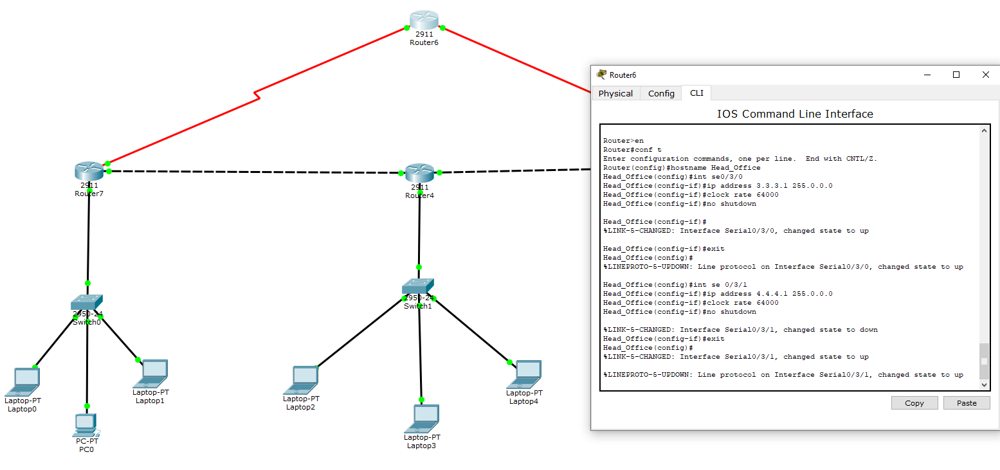 2911
Router6
Router6
Physical
Config
CLI
IOS Command Line Interface
Router>en
Router#conf t
Enter configuration commands, one per line.  End with CNTL/Z.
Router(config)#hostname Head_Office
Head_Office(config)#int se0/3/0
Head_Office(config-if)#ip address 3.3.3.1 255.0.0.0
Head_Office(config-if)#clock rate 64000
Head_Office(config-if)#no shutdown
Head_Office(config-if)#
%LINK-5-CHANGED: Interface Serial0/3/0, changed state to up
Head_Office(config-if)#exit
Head_Office(config)#
%LINEPROTO-5-UPDOWN: Line protocol on Interface Serial0/3/0, changed state to up
Head_Office(config)#int se 0/3/1
Head_Office(config-if)#ip address 4.4.4.1 255.0.0.0
Head_Office(config-if)#clock rate 64000
Head_Office(config-if)#no shutdown
%LINK-5-CHANGED: Interface Serial0/3/1, changed state to down
Head_Office(config-if)#exit
Head_Office(config)#
%LINK-5-CHANGED: Interface Serial0/3/1, changed state to up
%LINEPROTO-5-UPDOWN: Line protocol on Interface Serial0/3/1, changed state to up
Copy
Paste
2911
Router7
2911
Router4
2950-24
Switch0
2950-24
Switch1
Laptop-PT
Laptop0
PC-PT
PC0
Laptop-PT
Laptop1
Laptop-PT
Laptop2
Laptop-PT
Laptop3
Laptop-PT
Laptop4